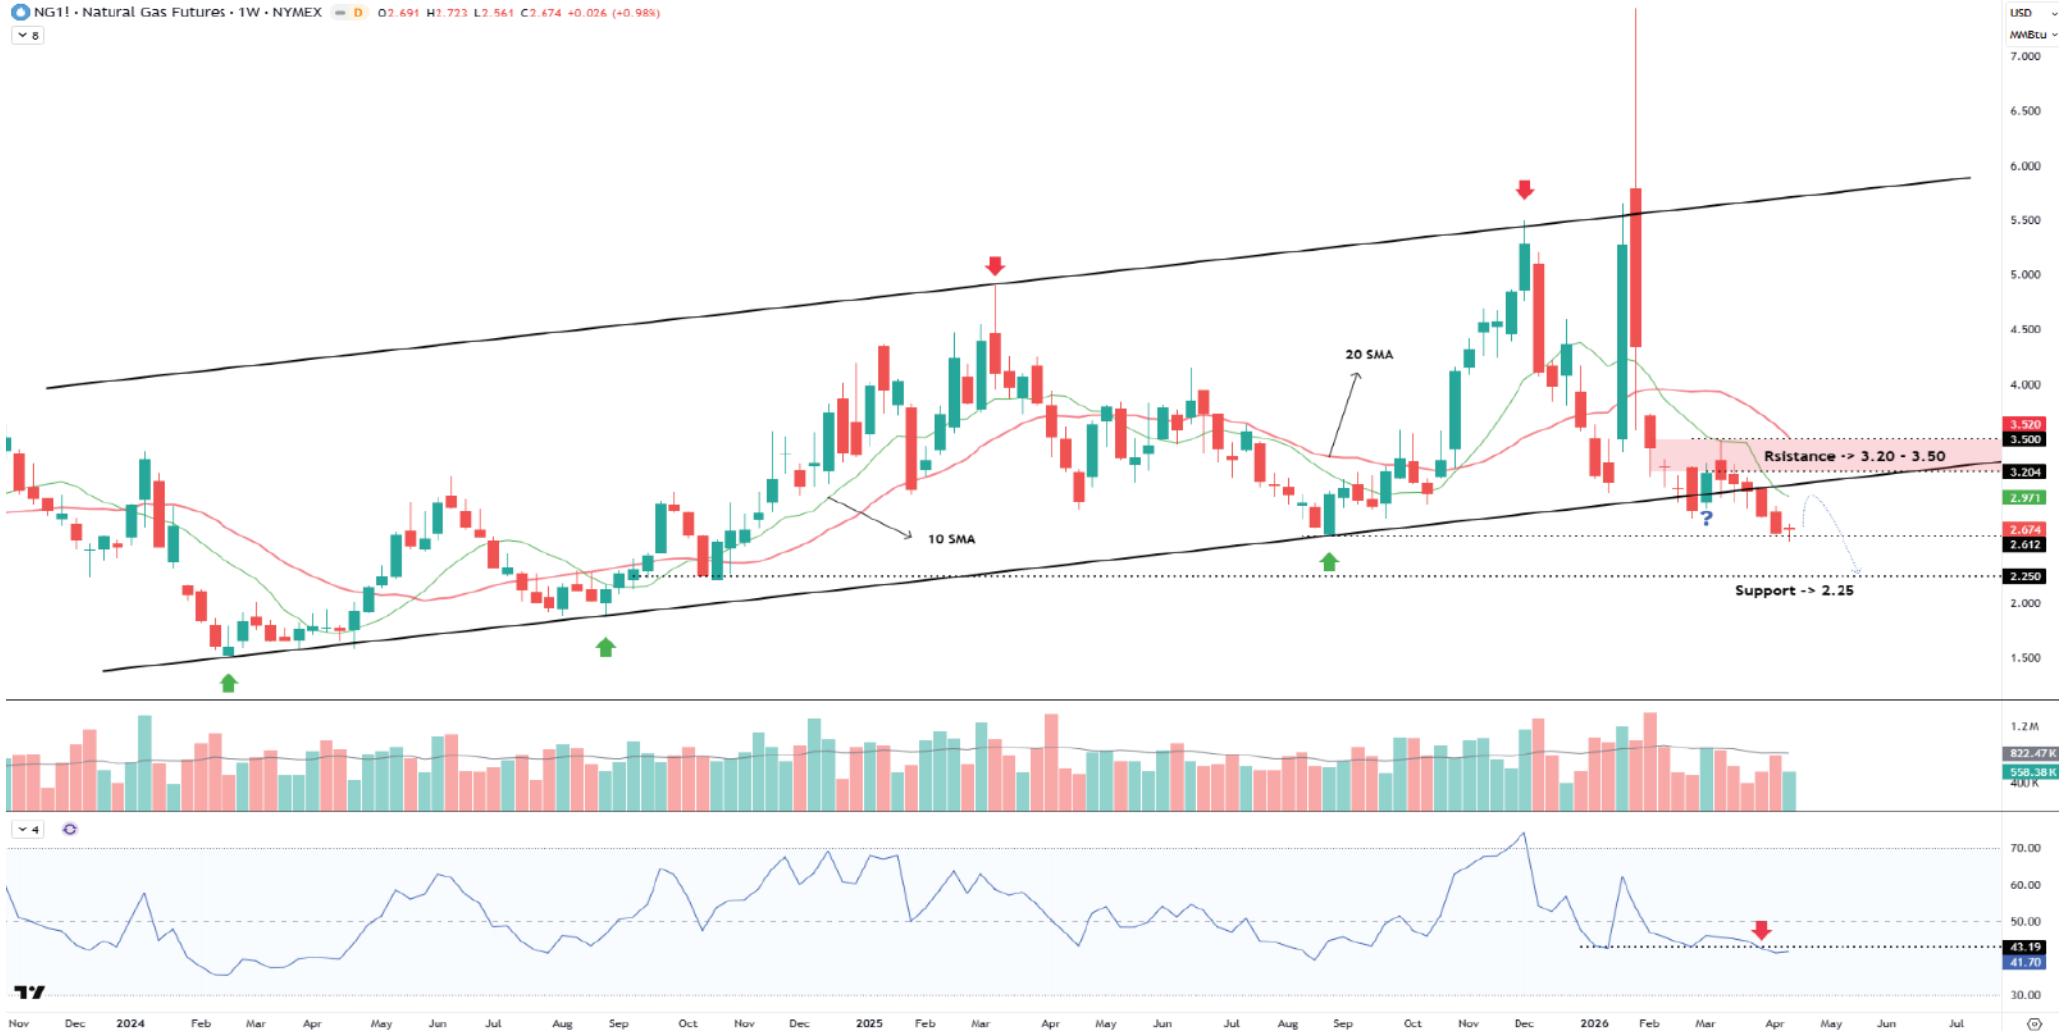 NG1! · Natural Gas Futures · 1W · NYMEX D O2.691 H2.723 L2.561 C2.674 +0.026 (+0.98%)
8
USD
MMBtu
7.000
6.500
6.000
5.500
5.000
4.500
4.000
3.520
3.500
3.204
2.971
2.674
2.612
2.250
2.000
1.500
20 SMA
10 SMA
Rsistance -> 3.20 - 3.50
?
Support -> 2.25
1.2M
822.47K
558.38K
400K
4
70.00
60.00
50.00
43.19
41.70
30.00
Nov Dec 2024 Feb Mar Apr May Jun Jul Aug Sep Oct Nov Dec 2025 Feb Mar Apr May Jun Jul Aug Sep Oct Nov Dec 2026 Feb Mar Apr May Jun Jul